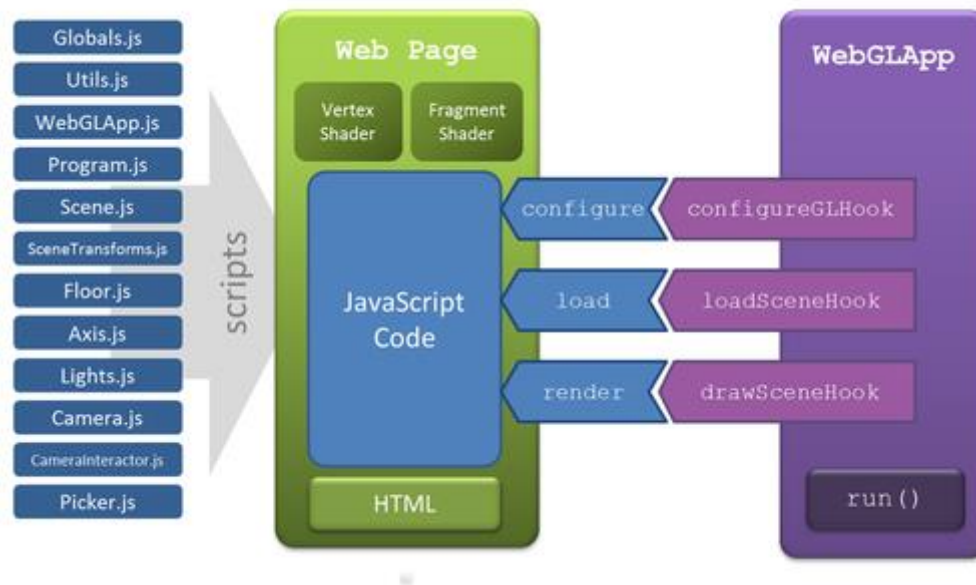 Globals.js
Utils.js
WebGLApp.js
Program.js
Scene.js
SceneTransforms.js
Floor.js
Axis.js
Lights.js
Camera.js
CameraInteractor.js
Picker.js
scripts
Web Page
Vertex
Shader
Fragment
Shader
JavaScript
Code
HTML
configure
load
render
configureGLHook
loadSceneHook
drawSceneHook
WebGLApp
run()